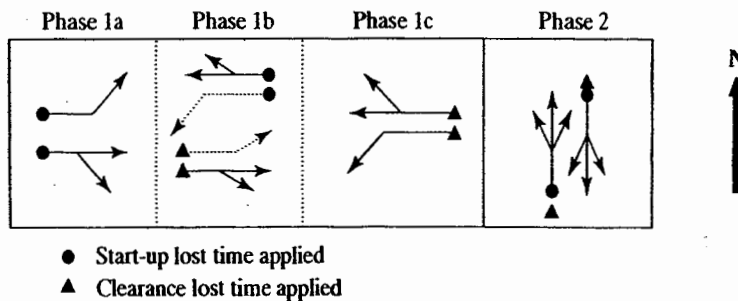 Phase 1a Phase 1b Phase 1c Phase 2
N
● Start-up lost time applied
▲ Clearance lost time applied